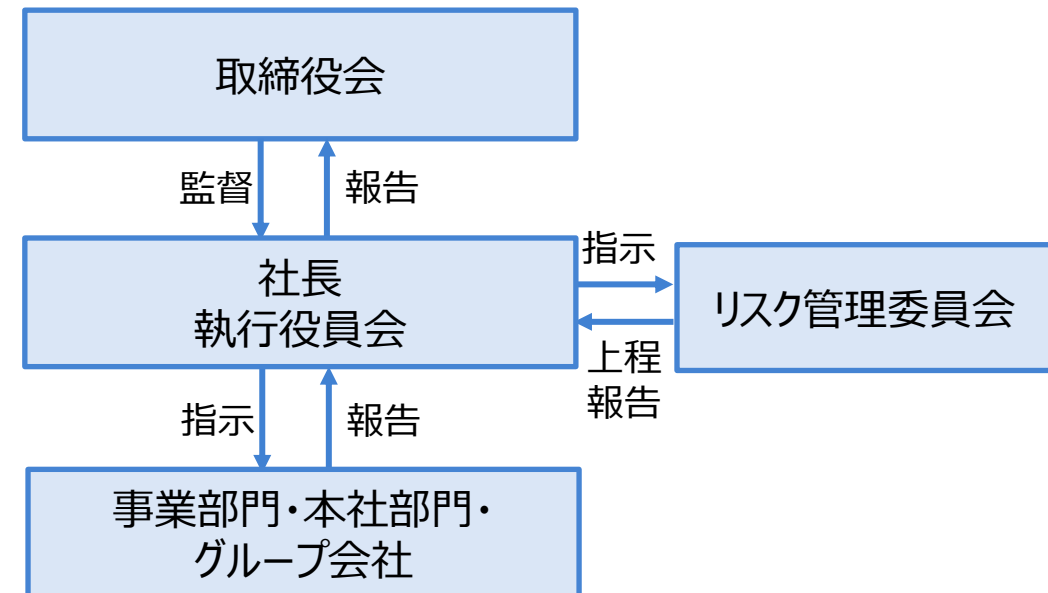 取締役会
監督
報告
社長
執行役員会
指示
リスク管理委員会
上程
報告
指示
報告
事業部門・本社部門・
グループ会社